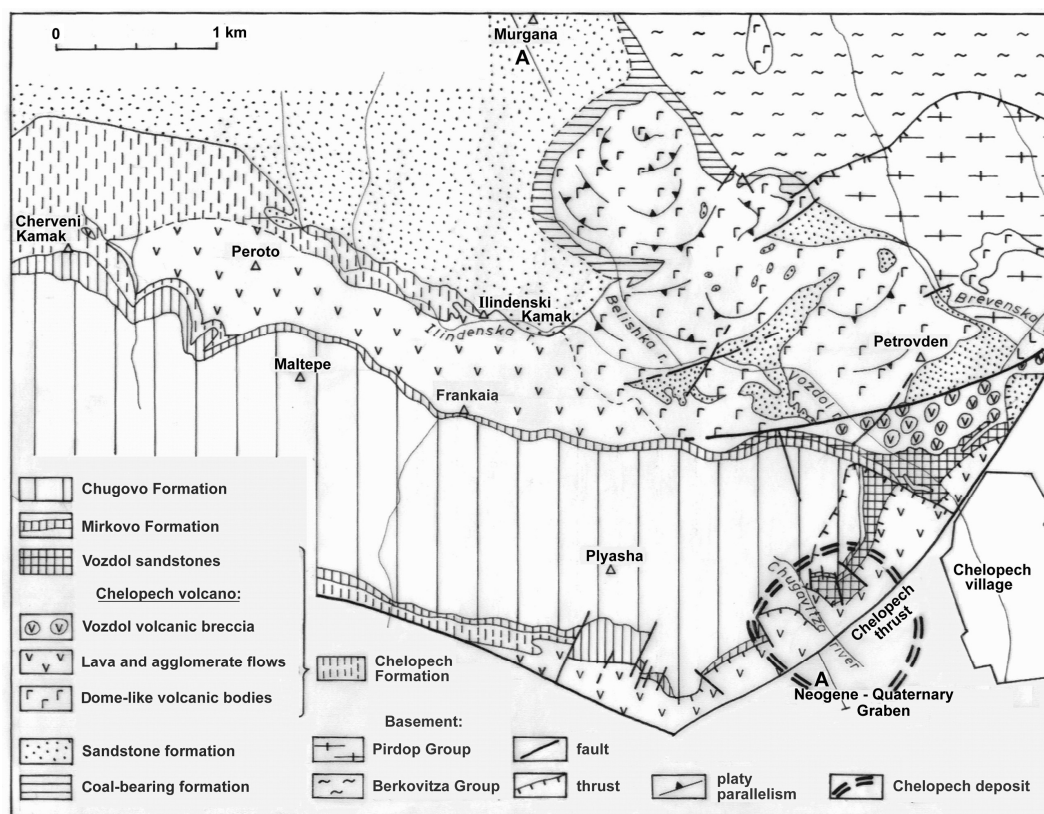 0 1 km
Murgana
A
Cherveni
Kamak
Peroto
Ilindenski
Kamak
Ilindenska
Belishka r.
Brevenska
Petrovden
Maltepe
Vozdol
Frankaia
Plyasha
Chelopech
village
Chugavitza
river
Chelopech
thrust
A
Neogene - Quaternary
Graben
Chugovo Formation
Mirkovo Formation
Vozdol sandstones
Chelopech volcano:
Vozdol volcanic breccia
Lava and agglomerate flows
Dome-like volcanic bodies
Chelopech
Formation
Sandstone formation
Coal-bearing formation
Basement:
Pirdop Group
Berkovitza Group
fault
thrust
platy
parallelism
Chelopech deposit